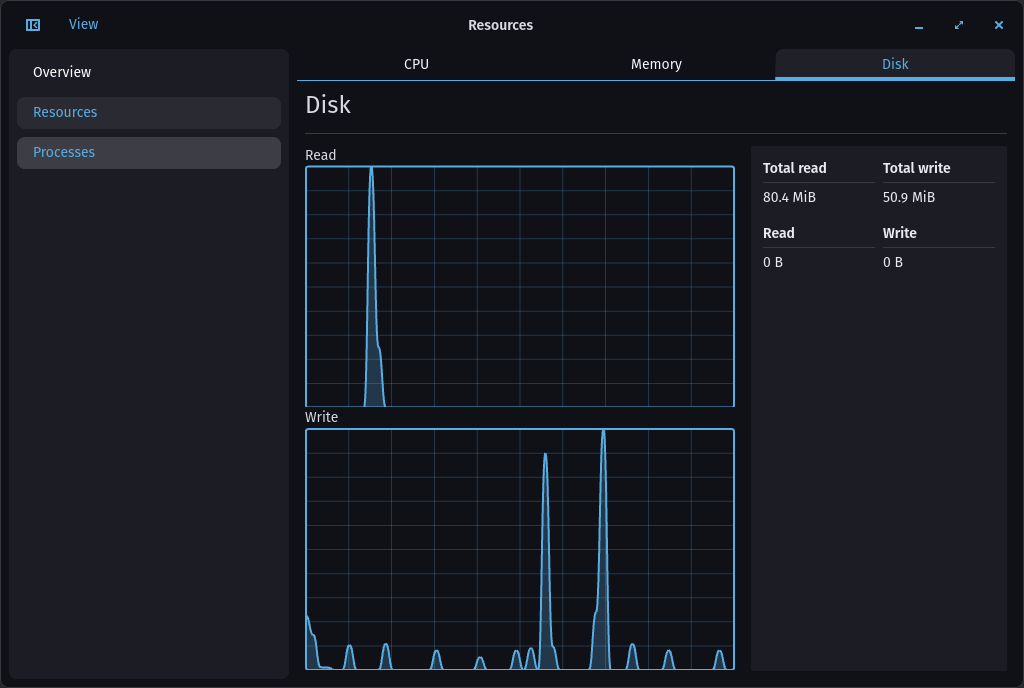 View
Resources
Overview
Resources
Processes
CPU
Memory
Disk
Disk
Read
Write
Total read
Total write
80.4 MiB
50.9 MiB
Read
Write
0 B
0 B